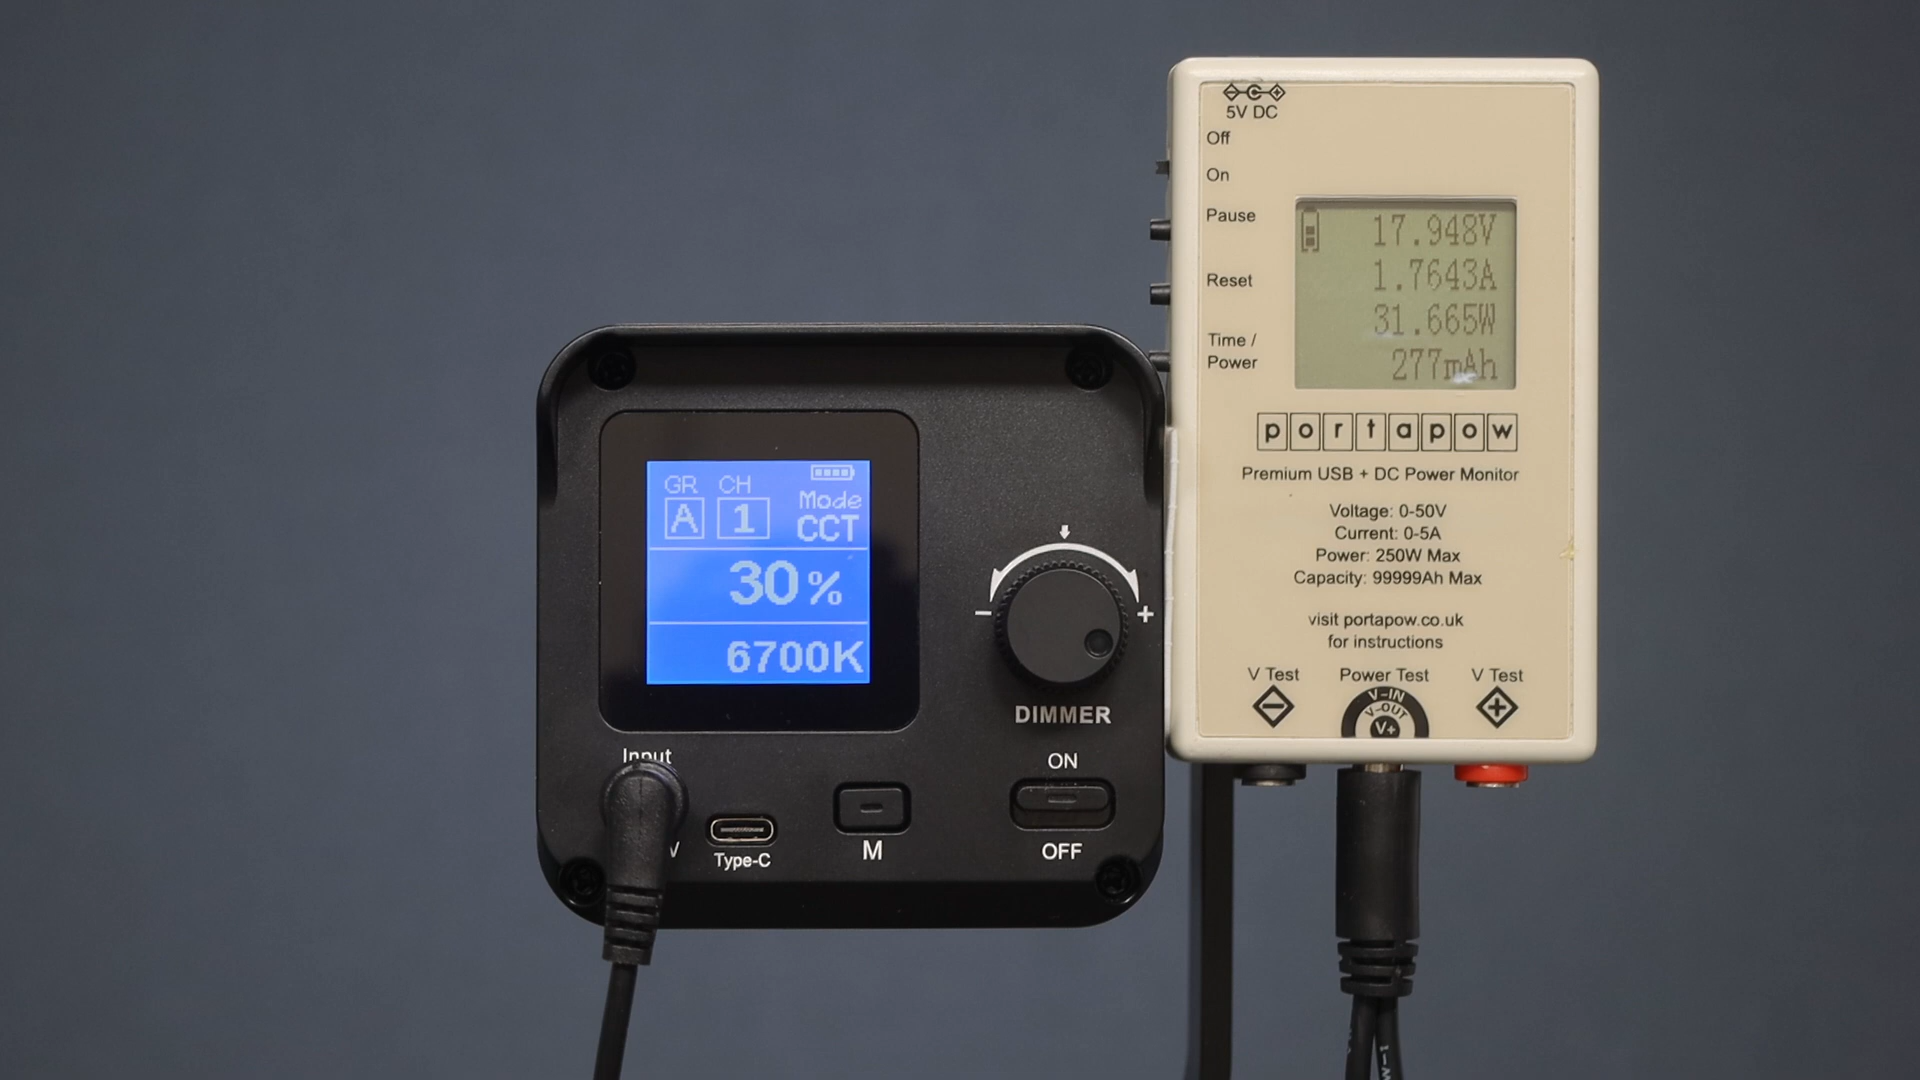 GR CH
A 1
Mode
CCT
30%
6700K
DIMMER
Input
V
Type-C
M
ON
OFF
5V DC
Off
On
Pause
Reset
Time /
Power
17.948V
1.7643A
31.665W
277mAh
portapow
Premium USB + DC Power Monitor
Voltage: 0-50V
Current: 0-5A
Power: 250W Max
Capacity: 99999Ah Max
visit portapow.co.uk
for instructions
V Test Power Test V Test
V-IN
V-OUT
V+